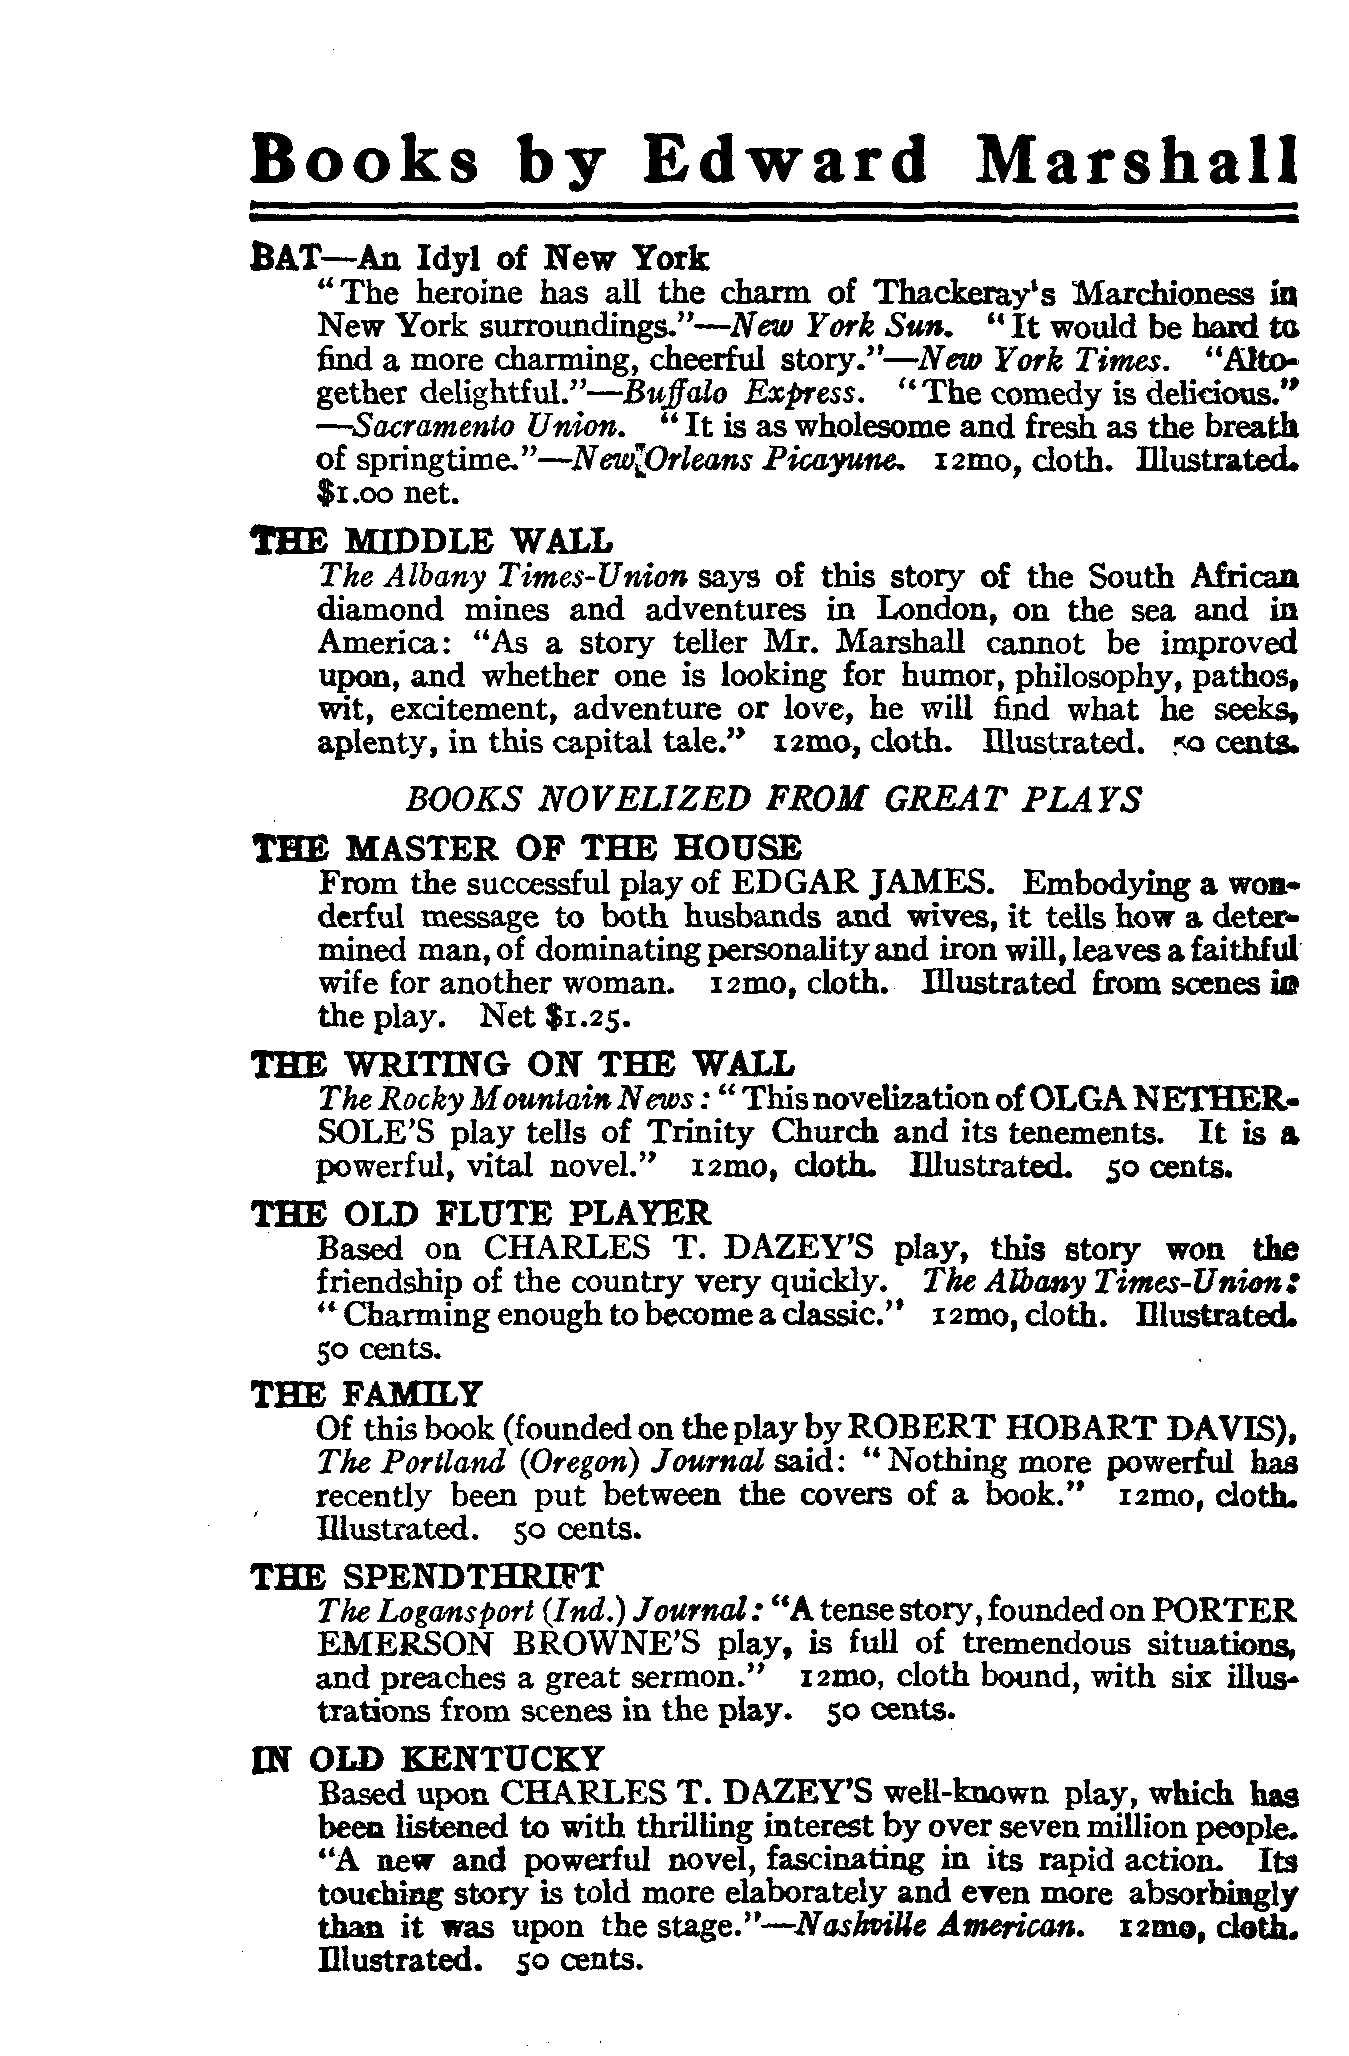 Books by Edward Marshall
BAT—An Idyl of New York
"The heroine has all the charm of Thackeray's Marchioness in
New York surroundings."—New York Sun. "It would be hard to
find a more charming, cheerful story."—New York Times. "Alto-
gether delightful."—Buffalo Express. "The comedy is delicious."
—Sacramento Union. "It is as wholesome and fresh as the breath
of springtime."—New Orleans Picayune. 12mo, cloth. Illustrated.
$1.00 net.
THE MIDDLE WALL
The Albany Times-Union says of this story of the South African
diamond mines and adventures in London, on the sea and in
America: "As a story teller Mr. Marshall cannot be improved
upon, and whether one is looking for humor, philosophy, pathos,
wit, excitement, adventure or love, he will find what he seeks,
aplenty, in this capital tale." 12mo, cloth. Illustrated. 50 cents.
BOOKS NOVELIZED FROM GREAT PLAYS
THE MASTER OF THE HOUSE
From the successful play of EDGAR JAMES. Embodying a won-
derful message to both husbands and wives, it tells how a deter-
mined man, of dominating personality and iron will, leaves a faithful
wife for another woman. 12mo, cloth. Illustrated from scenes in
the play. Net $1.25.
THE WRITING ON THE WALL
The Rocky Mountain News: "This novelization of OLGA NETHER-
SOLE'S play tells of Trinity Church and its tenements. It is a
powerful, vital novel." 12mo, cloth. Illustrated. 50 cents.
THE OLD FLUTE PLAYER
Based on CHARLES T. DAZEY'S play, this story won the
friendship of the country very quickly. The Albany Times-Union:
"Charming enough to become a classic." 12mo, cloth. Illustrated.
50 cents.
THE FAMILY
Of this book (founded on the play by ROBERT HOBART DAVIS),
The Portland (Oregon) Journal said: "Nothing more powerful has
recently been put between the covers of a book." 12mo, cloth.
Illustrated. 50 cents.
THE SPENDTHRIFT
The Logansport (Ind.) Journal: "A tense story, founded on PORTER
EMERSON BROWNE'S play, is full of tremendous situations,
and preaches a great sermon." 12mo, cloth bound, with six illus-
trations from scenes in the play. 50 cents.
IN OLD KENTUCKY
Based upon CHARLES T. DAZEY'S well-known play, which has
been listened to with thrilling interest by over seven million people.
"A new and powerful novel, fascinating in its rapid action. Its
touching story is told more elaborately and even more absorbingly
than it was upon the stage."—Nashville American. 12mo, cloth.
Illustrated. 50 cents.